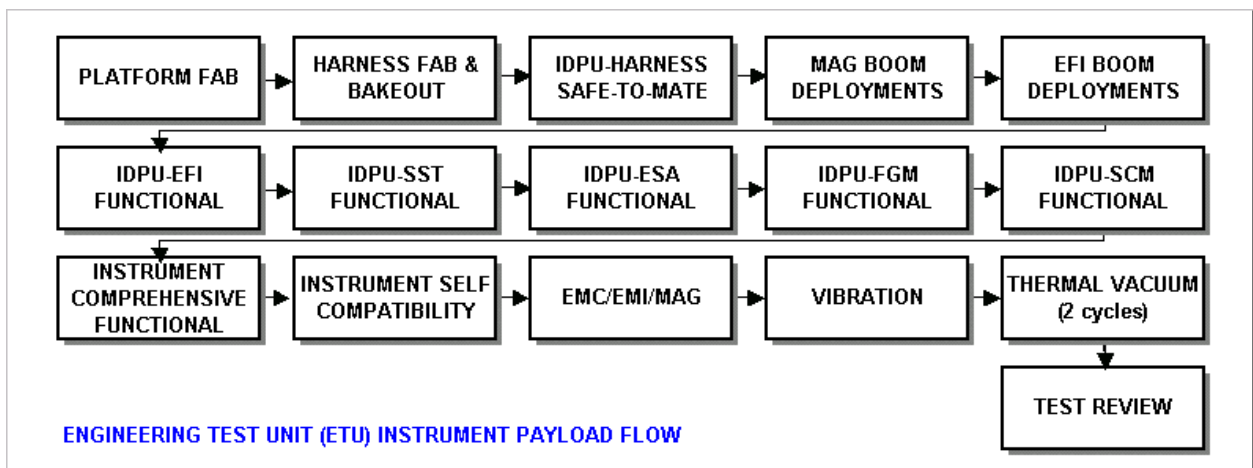 PLATFORM FAB
HARNESS FAB &
BAKEOUT
IDPU-HARNESS
SAFE-TO-MATE
MAG BOOM
DEPLOYMENTS
EFI BOOM
DEPLOYMENTS
IDPU-EFI
FUNCTIONAL
IDPU-SST
FUNCTIONAL
IDPU-ESA
FUNCTIONAL
IDPU-FGM
FUNCTIONAL
IDPU-SCM
FUNCTIONAL
INSTRUMENT
COMPREHENSIVE
FUNCTIONAL
INSTRUMENT SELF
COMPATIBILITY
EMC/EMI/MAG
VIBRATION
THERMAL VACUUM
(2 cycles)
TEST REVIEW
ENGINEERING TEST UNIT (ETU) INSTRUMENT PAYLOAD FLOW